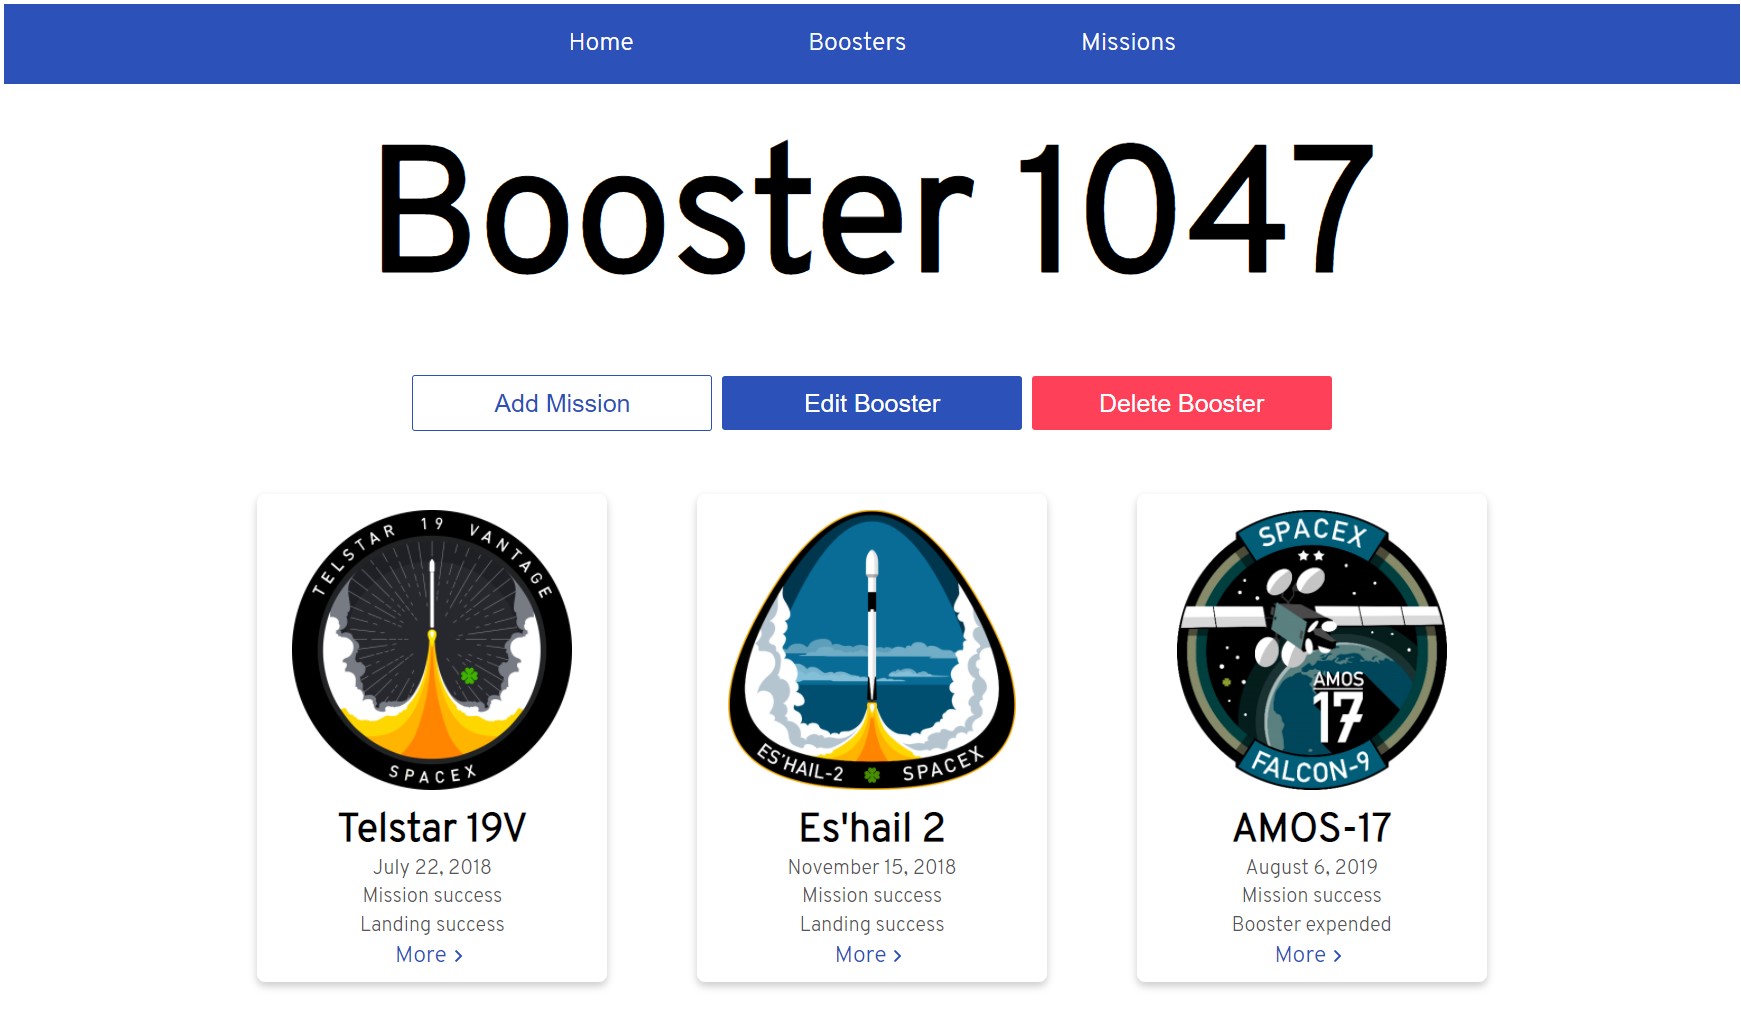 Home Boosters Missions
Booster 1047
Add Mission Edit Booster Delete Booster
TELSTAR 19 VANTAGE
SPACEX
Telstar 19V
July 22, 2018
Mission success
Landing success
More >
ES'HAIL-2 SPACEX
Es'hail 2
November 15, 2018
Mission success
Landing success
More >
SPACEX
AMOS
17
FALCON-9
AMOS-17
August 6, 2019
Mission success
Booster expended
More >